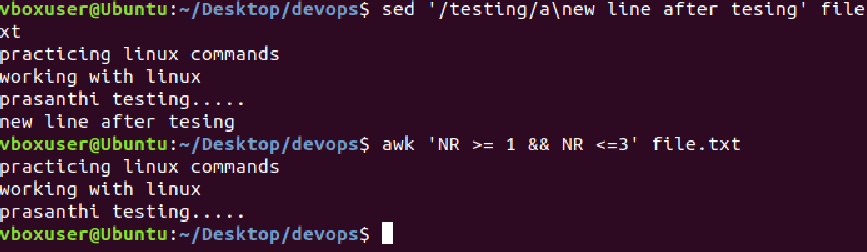 vboxuser@Ubuntu:~/Desktop/devops$ sed '/testing/a\new line after tesing' file
xt
practicing linux commands
working with linux
prasanthi testing.....
new line after tesing
vboxuser@Ubuntu:~/Desktop/devops$ awk 'NR >= 1 && NR <=3' file.txt
practicing linux commands
working with linux
prasanthi testing.....
vboxuser@Ubuntu:~/Desktop/devops$